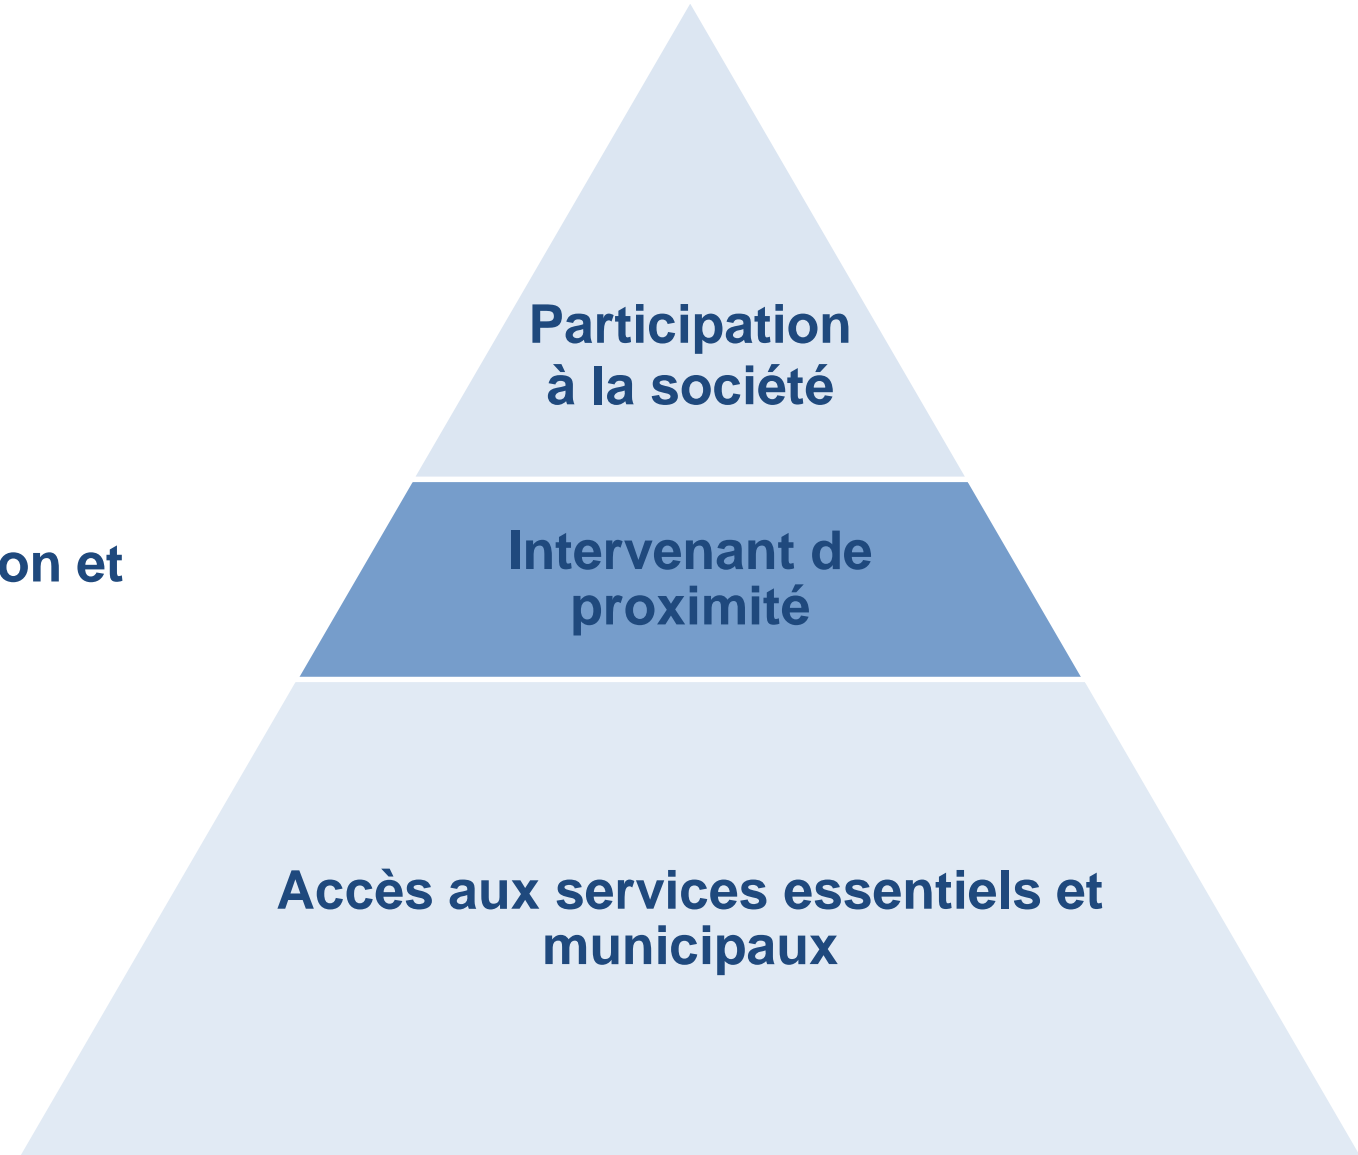 Participation
à la société
Intervenant de
proximité
on et
Accès aux services essentiels et
municipaux